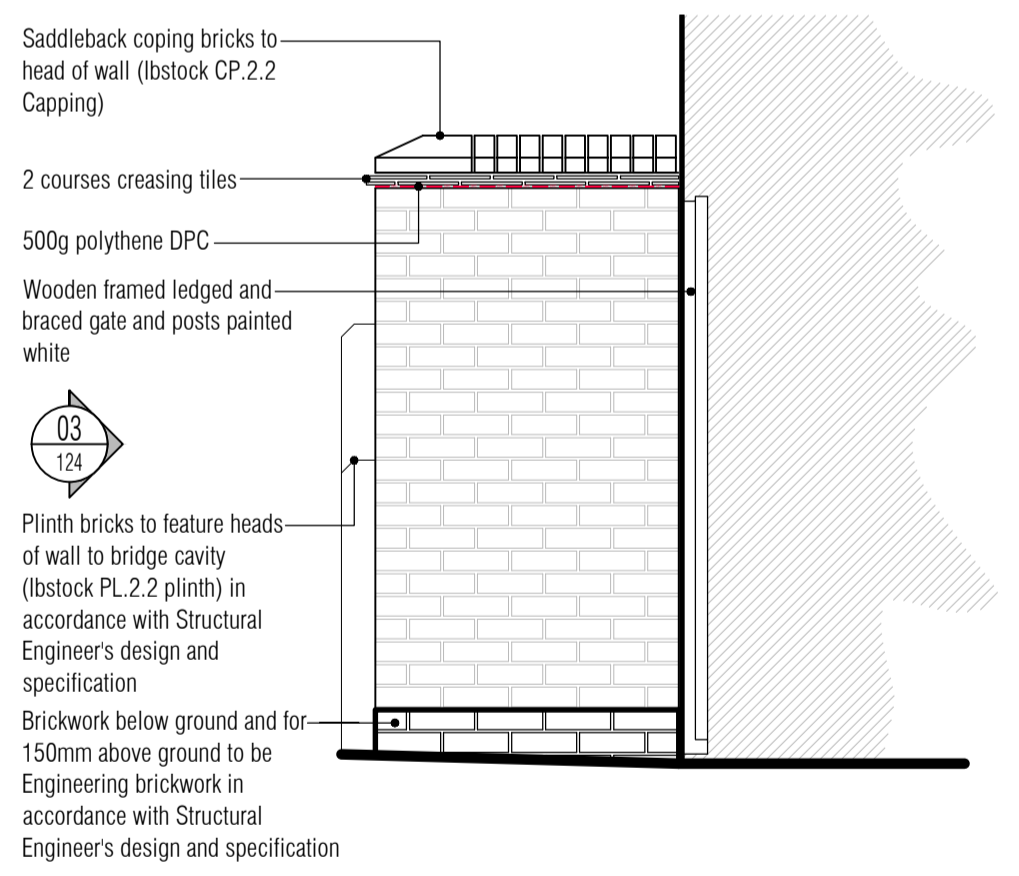 Saddleback coping bricks to
head of wall (Ibstock CP.2.2
Capping)
2 courses creasing tiles
500g polythene DPC
Wooden framed ledged and
braced gate and posts painted
white
03
124
Plinth bricks to feature heads
of wall to bridge cavity
(Ibstock PL.2.2 plinth) in
accordance with Structural
Engineer's design and
specification
Brickwork below ground and for
150mm above ground to be
Engineering brickwork in
accordance with Structural
Engineer's design and specification